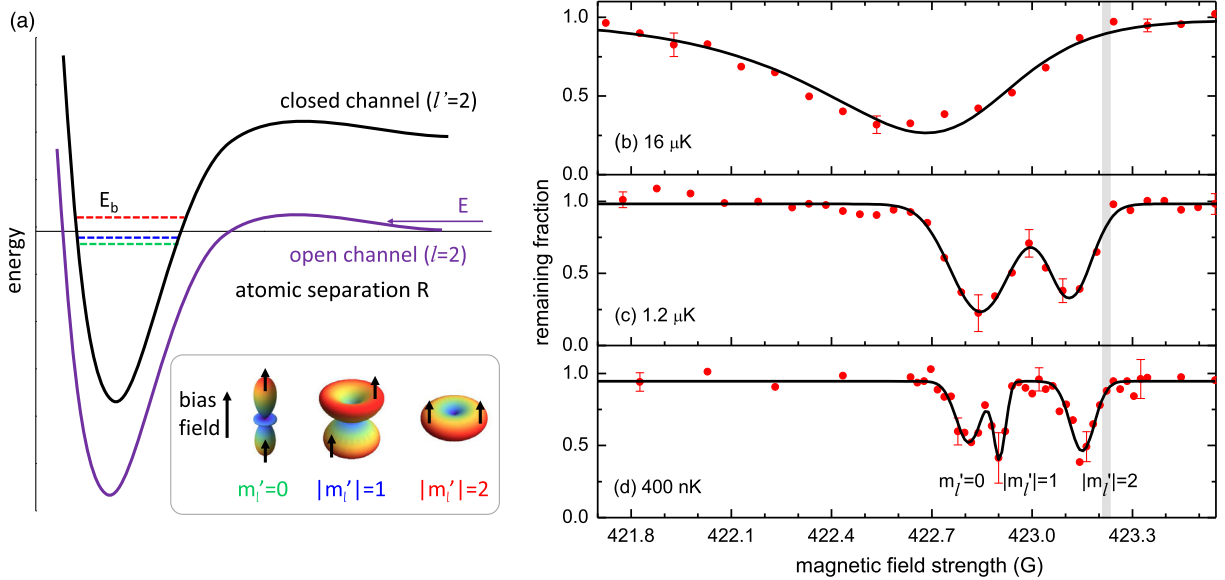 (a)
closed channel (l'=2)
E_b
E
open channel (l=2)
atomic separation R
energy
bias
field
m_l'=0
|m_l'|=1
|m_l'|=2
1.0
0.5
(b) 16 μK
1.0
0.0
1.0
0.5
(c) 1.2 μK
0.0
1.0
0.5
m_l'=0
|m_l'|=1
|m_l'|=2
(d) 400 nK
0.0
remaining fraction
421.8
422.1
422.4
422.7
423.0
423.3
magnetic field strength (G)